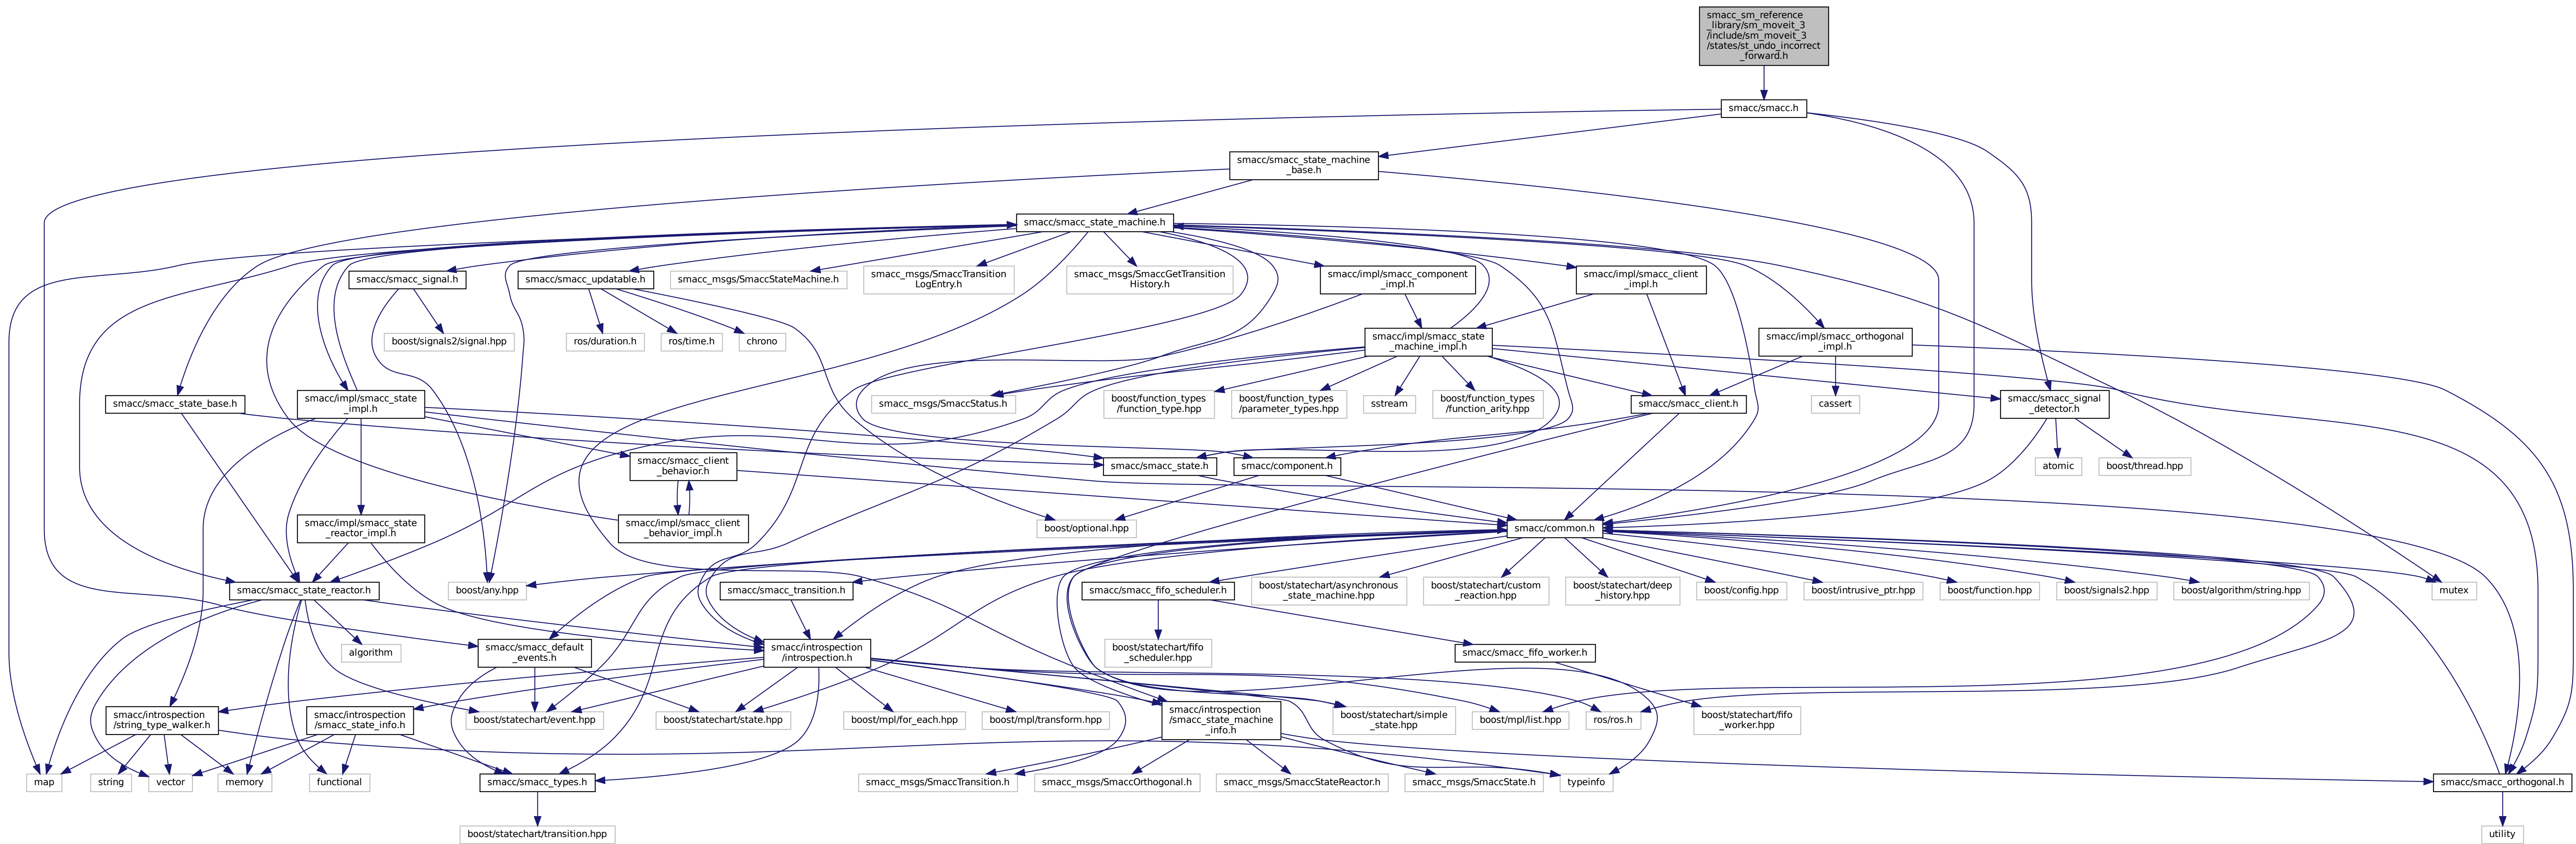 smacc_sm_reference
_library/sm_moveit_3
/include/sm_moveit_3
/states/st_undo_incorrect
_forward.h
smacc/smacc.h
smacc/smacc_state_machine
_base.h
smacc/smacc_state_machine.h
smacc/smacc_signal.h
smacc/smacc_updatable.h
smacc_msgs/SmaccStateMachine.h
smacc_msgs/SmaccTransition
LogEntry.h
smacc_msgs/SmaccGetTransition
History.h
smacc/impl/smacc_component
_impl.h
smacc/impl/smacc_client
_impl.h
boost/signals2/signal.hpp
ros/duration.h
ros/time.h
chrono
smacc/impl/smacc_state
_machine_impl.h
smacc/impl/smacc_orthogonal
_impl.h
smacc/smacc_state_base.h
smacc/impl/smacc_state
_impl.h
smacc_msgs/SmaccStatus.h
boost/function_types
/function_type.hpp
boost/function_types
/parameter_types.hpp
sstream
boost/function_types
/function_arity.hpp
smacc/smacc_client.h
cassert
smacc/smacc_signal
_detector.h
smacc/smacc_client
_behavior.h
smacc/smacc_state.h
smacc/component.h
atomic
boost/thread.hpp
smacc/impl/smacc_state
_reactor_impl.h
smacc/impl/smacc_client
_behavior_impl.h
boost/optional.hpp
smacc/common.h
smacc/smacc_state_reactor.h
boost/any.hpp
smacc/smacc_transition.h
smacc/smacc_fifo_scheduler.h
boost/statechart/asynchronous
_state_machine.hpp
boost/statechart/custom
_reaction.hpp
boost/statechart/deep
_history.hpp
boost/config.hpp
boost/intrusive_ptr.hpp
boost/function.hpp
boost/signals2.hpp
boost/algorithm/string.hpp
mutex
algorithm
smacc/smacc_default
_events.h
smacc/introspection
/introspection.h
boost/statechart/fifo
_scheduler.hpp
smacc/smacc_fifo_worker.h
smacc/introspection
/string_type_walker.h
smacc/introspection
/smacc_state_info.h
boost/statechart/event.hpp
boost/statechart/state.hpp
boost/mpl/for_each.hpp
boost/mpl/transform.hpp
smacc/introspection
/smacc_state_machine
_info.h
boost/statechart/simple
_state.hpp
boost/mpl/list.hpp
ros/ros.h
boost/statechart/fifo
_worker.hpp
map
string
vector
memory
functional
smacc/smacc_types.h
smacc_msgs/SmaccTransition.h
smacc_msgs/SmaccOrthogonal.h
smacc_msgs/SmaccStateReactor.h
smacc_msgs/SmaccState.h
typeinfo
smacc/smacc_orthogonal.h
boost/statechart/transition.hpp
utility